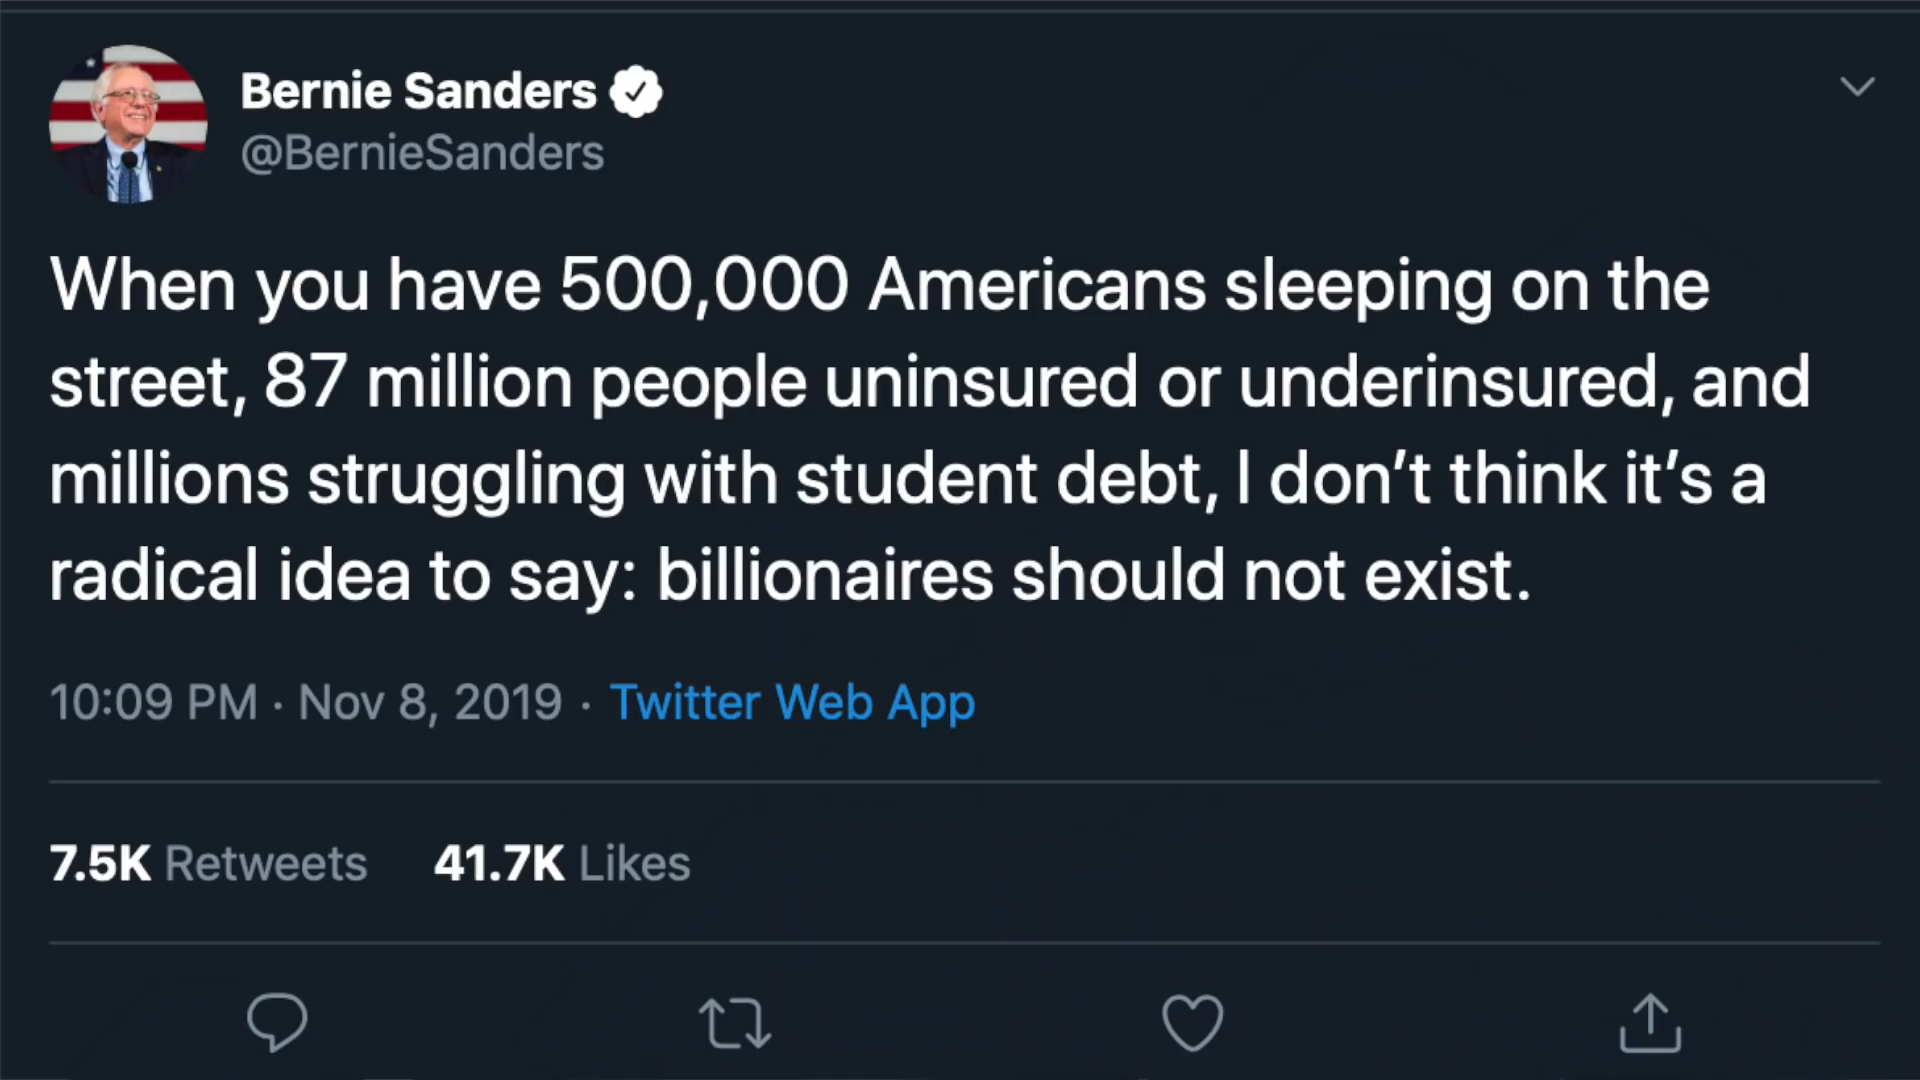 Bernie Sanders
@BernieSanders
When you have 500,000 Americans sleeping on the
street, 87 million people uninsured or underinsured, and
millions struggling with student debt, I don’t think it’s a
radical idea to say: billionaires should not exist.
10:09 PM · Nov 8, 2019 · Twitter Web App
7.5K Retweets 41.7K Likes